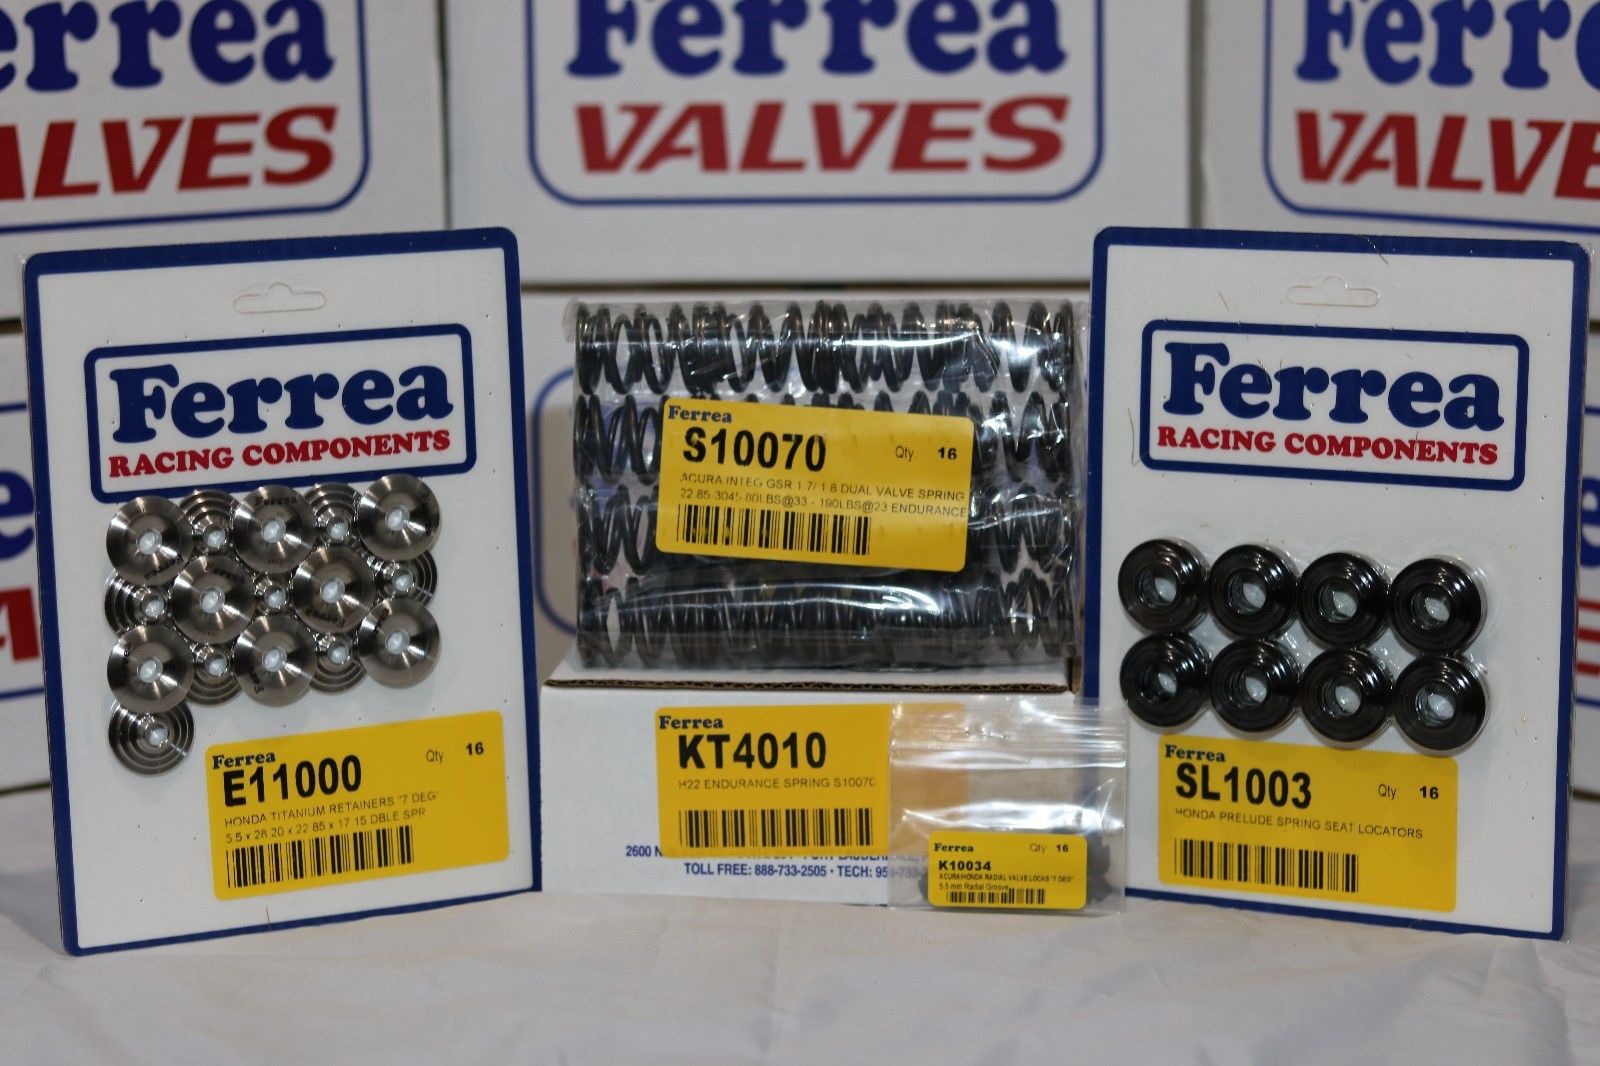 Ferrea
VALVES
Ferrea
VALVES
Ferrea
VALVES
Ferrea
RACING COMPONENTS
Ferrea
E11000
Qty 16
HONDA TITANIUM RETAINERS "7 DEG"
5.5 x 28.20 x 22.85 x 17.15 DBLE SPR
Ferrea
S10070
Qty. 16
ACURA INTEG GSR 1.7/ 1.8 DUAL VALVE SPRING
22.85-3045 80LBS@33 - 190LBS@23 ENDURANCE
Ferrea
KT4010
H22 ENDURANCE SPRING S10070
2600 N
TOLL FREE: 888-733-2505 • TECH: 95
Ferrea
Qty 16
K10034
ACURA/HONDA RADIAL VALVE LOCKS "7 DEG"
5.5 mm Radial Groove
Ferrea
RACING COMPONENTS
Ferrea
SL1003
Qty 16
HONDA PRELUDE SPRING SEAT LOCATORS